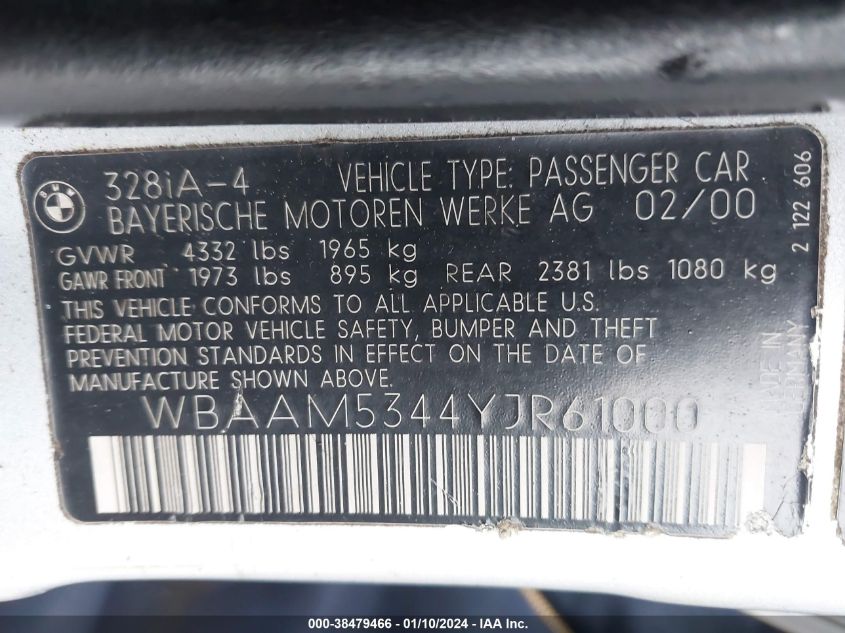 BMW
328iA-4 VEHICLE TYPE: PASSENGER CAR
BAYERISCHE MOTOREN WERKE AG 02/00
GVWR 4332 lbs 1965 kg
GAWR FRONT 1973 lbs 895 kg REAR 2381 lbs 1080 kg
THIS VEHICLE CONFORMS TO ALL APPLICABLE U.S.
FEDERAL MOTOR VEHICLE SAFETY, BUMPER AND THEFT
PREVENTION STANDARDS IN EFFECT ON THE DATE OF
MANUFACTURE SHOWN ABOVE.
WBAAM5344YJR61000
2 122 606
MADE IN
GERMANY
000-38479466 - 01/10/2024 - IAA Inc.